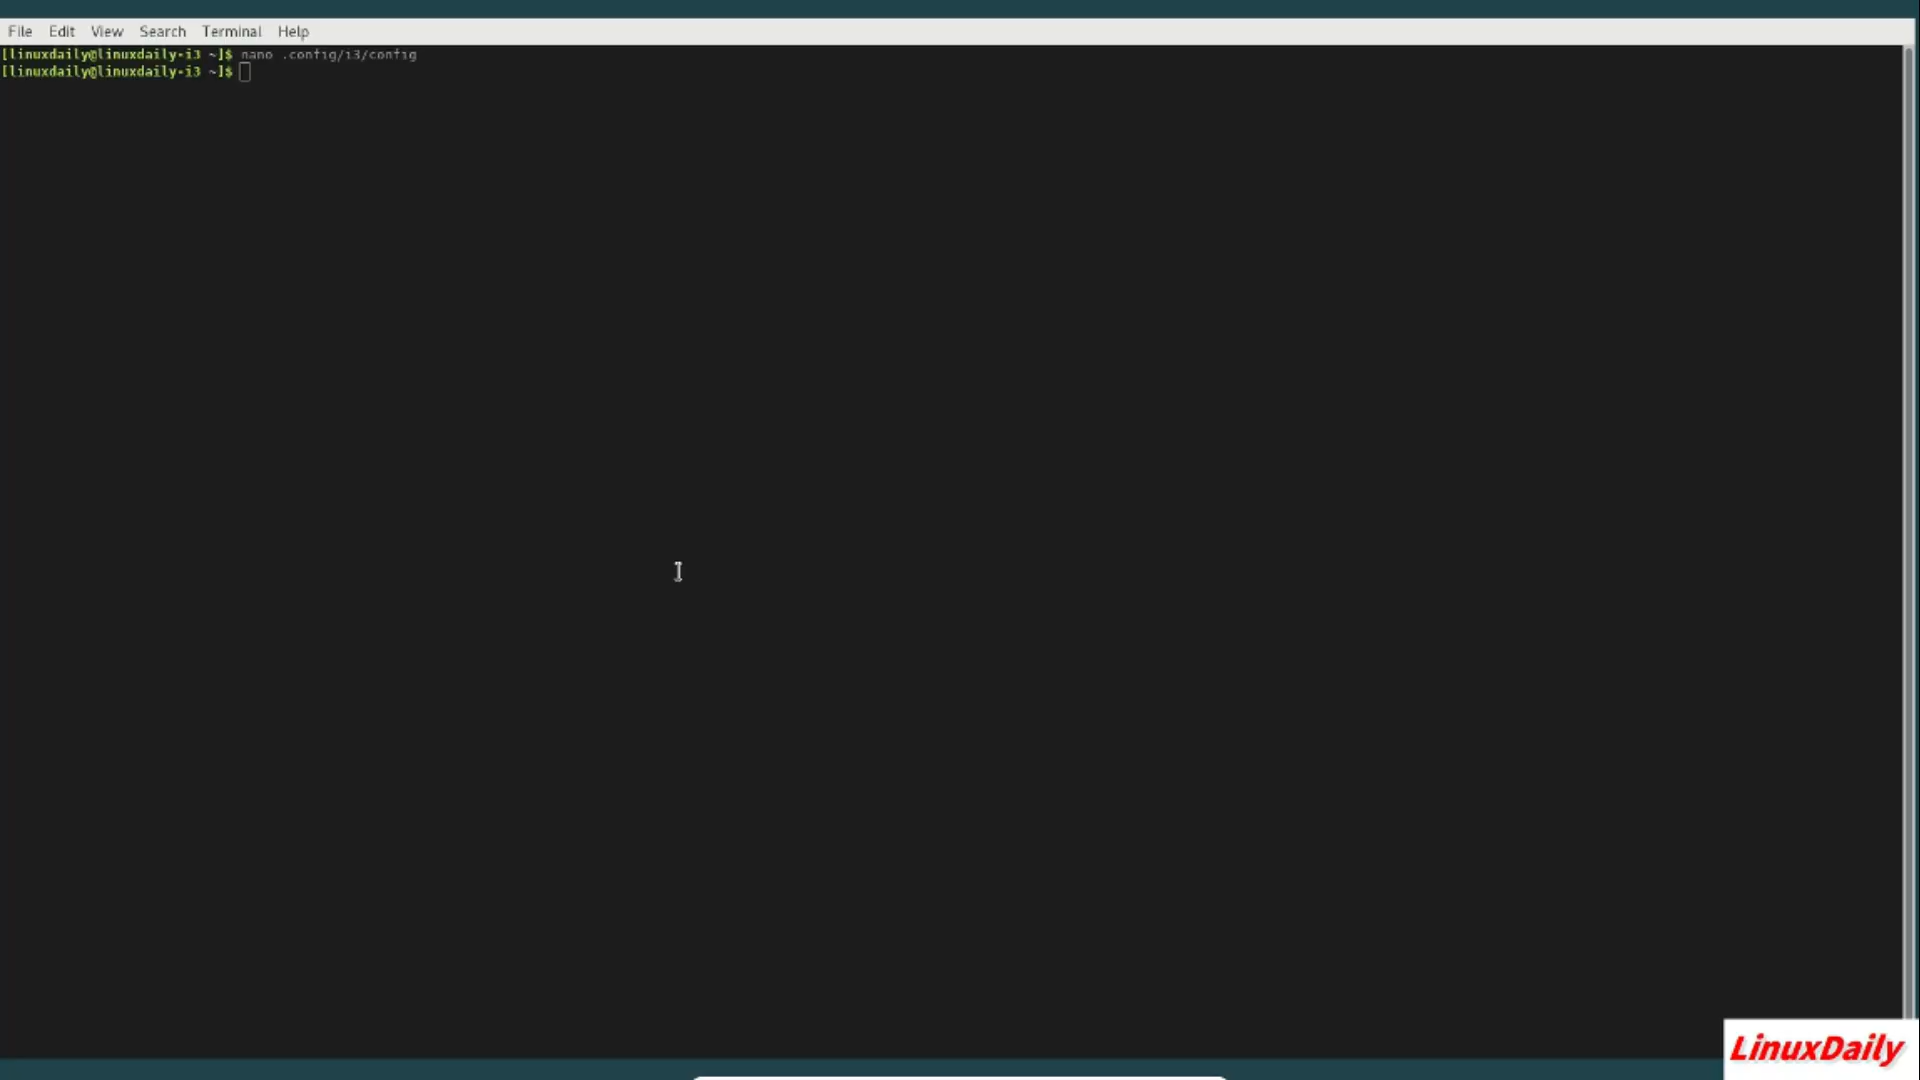 File Edit View Search Terminal Help
[linuxdaily@linuxdaily-i3 ~]$ nano .config/i3/config
[linuxdaily@linuxdaily-i3 ~]$
LinuxDaily